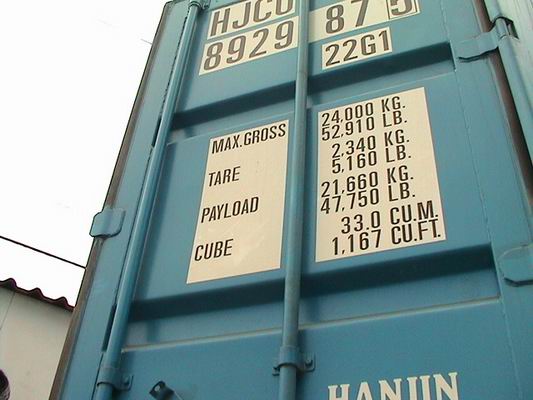 HJCU 87 5
8929 22G1
MAX.GROSS 24,000 KG.
52,910 LB.
TARE 2,340 KG.
5,160 LB.
PAYLOAD 21,660 KG.
47,750 LB.
CUBE 33.0 CU.M.
1,167 CU.FT.
HANJIN